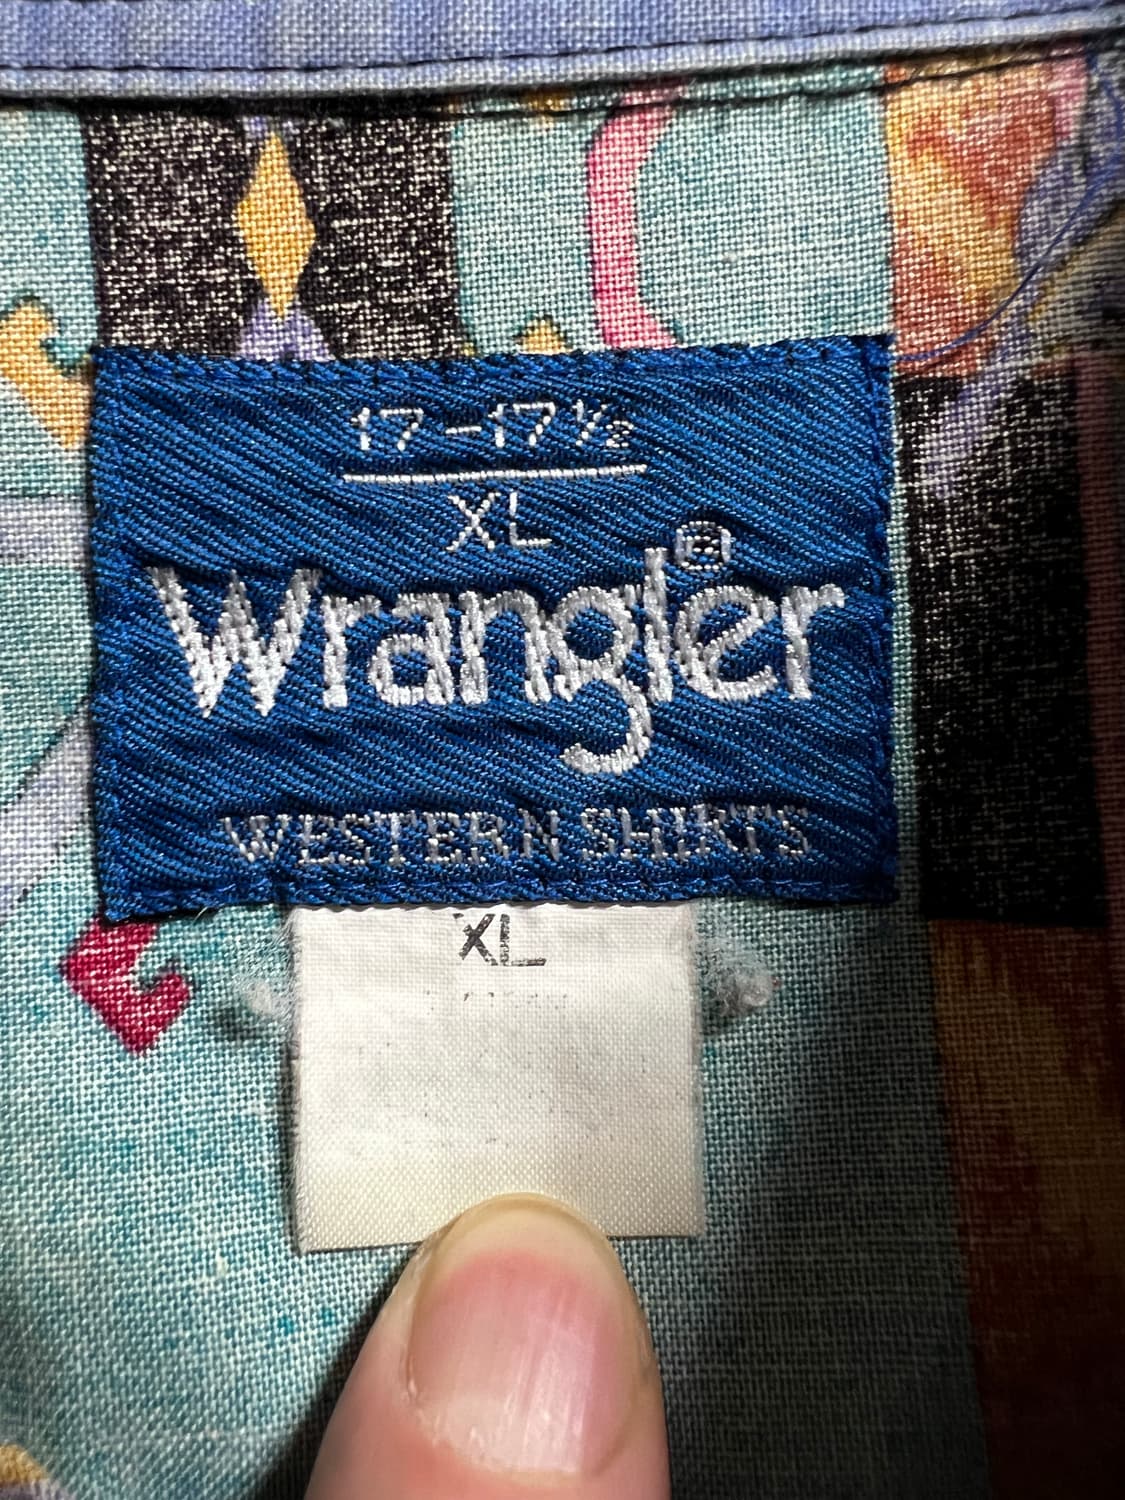 17-17½
XL
Wrangler®
WESTERN SHIRTS
XL